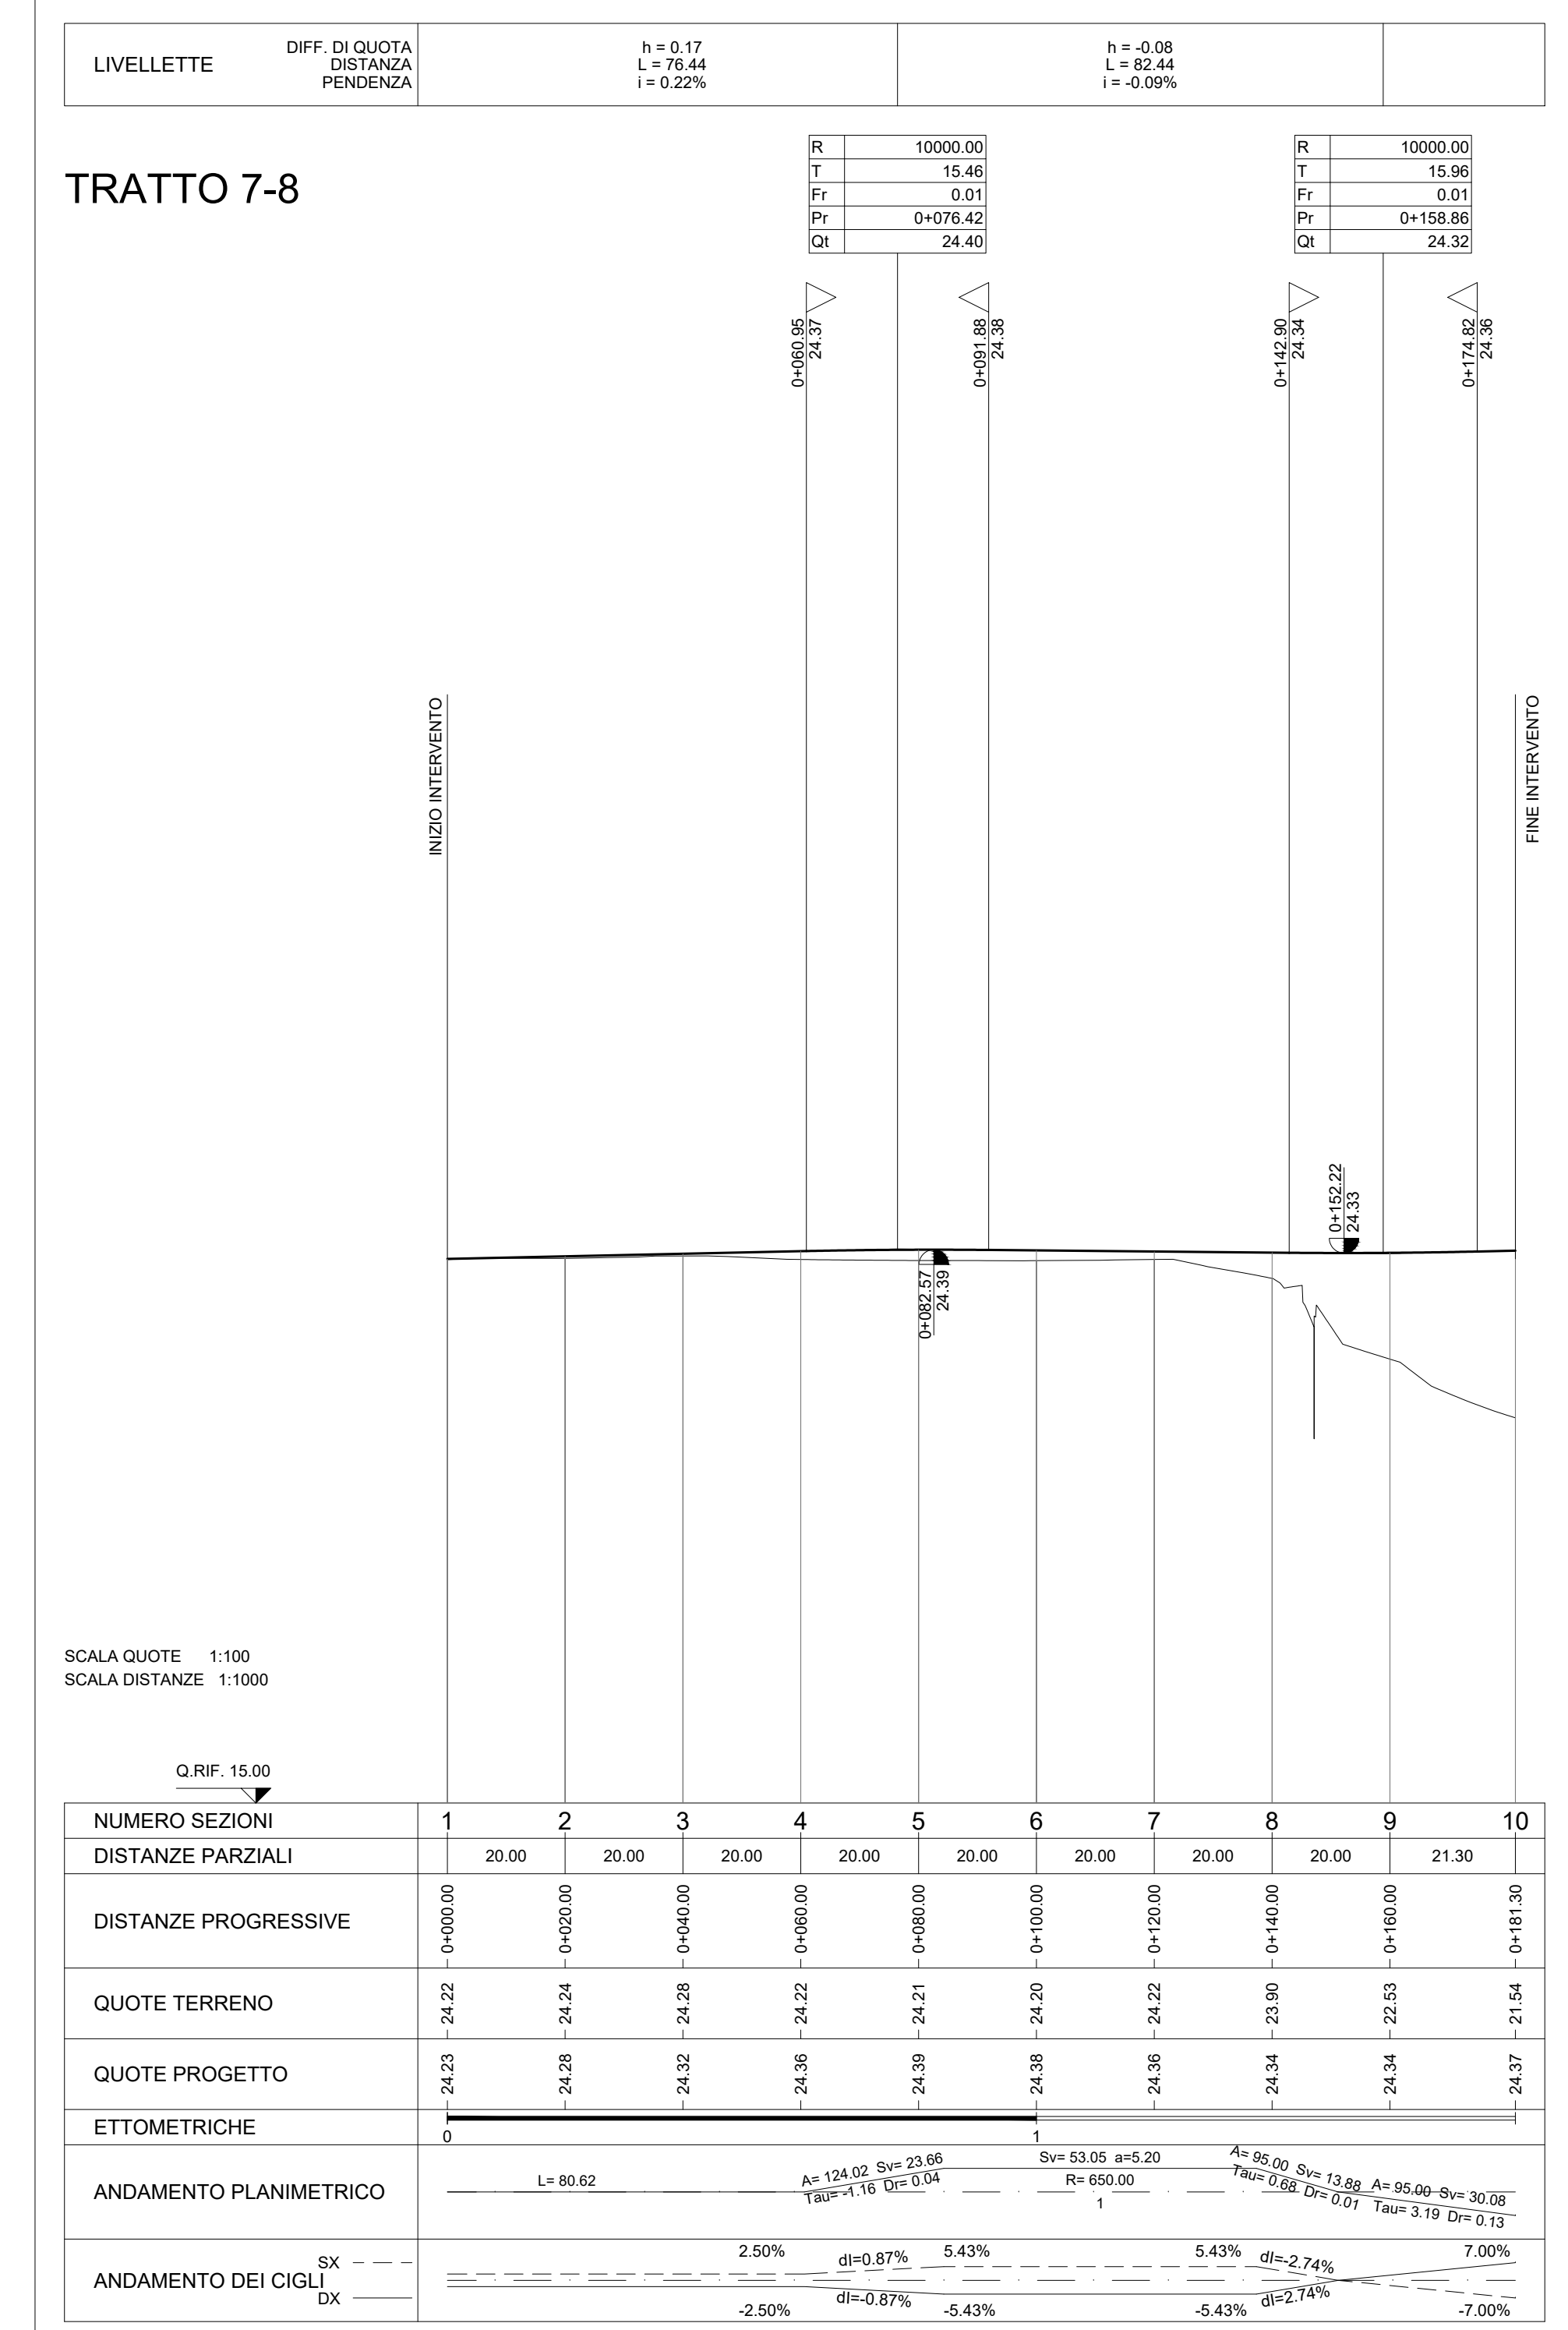 LIVELLETTE
DIFF. DI QUOTA
DISTANZA
PENDENZA
h = 0.17
L = 76.44
i = 0.22%
h = -0.08
L = 82.44
i = -0.09%
TRATTO 7-8
R 10000.00
T 15.46
Fr 0.01
Pr 0+076.42
Qt 24.40
R 10000.00
T 15.96
Fr 0.01
Pr 0+158.86
Qt 24.32
0+060.95
24.37
0+091.88
24.38
0+142.90
24.34
0+174.82
24.36
INIZIO INTERVENTO
FINE INTERVENTO
0+152.22
24.33
0+082.57
24.39
SCALA QUOTE 1:100
SCALA DISTANZE 1:1000
Q.RIF. 15.00
NUMERO SEZIONI 1 2 3 4 5 6 7 8 9 10
DISTANZE PARZIALI 20.00 20.00 20.00 20.00 20.00 20.00 20.00 20.00 21.30
DISTANZE PROGRESSIVE 0+000.00 0+020.00 0+040.00 0+060.00 0+080.00 0+100.00 0+120.00 0+140.00 0+160.00 0+181.30
QUOTE TERRENO 24.22 24.24 24.28 24.22 24.21 24.20 24.22 23.90 22.53 21.54
QUOTE PROGETTO 24.23 24.28 24.32 24.36 24.39 24.38 24.36 24.34 24.34 24.37
ETTOMETRICHE
0 1
ANDAMENTO PLANIMETRICO
L= 80.62
A= 124.02 Sv= 23.66
Tau= -1.16 Dr= 0.04
Sv= 53.05 a=5.20
R= 650.00
1
A= 95.00 Sv= 13.88
Tau= 0.68 Dr= 0.01
A= 95.00 Sv= 30.08
Tau= 3.19 Dr= 0.13
ANDAMENTO DEI CIGLI
SX
DX
2.50% dI=0.87% 5.43% 5.43% dI=-2.74% 7.00%
-2.50% dI=-0.87% -5.43% -5.43% dI=2.74% -7.00%